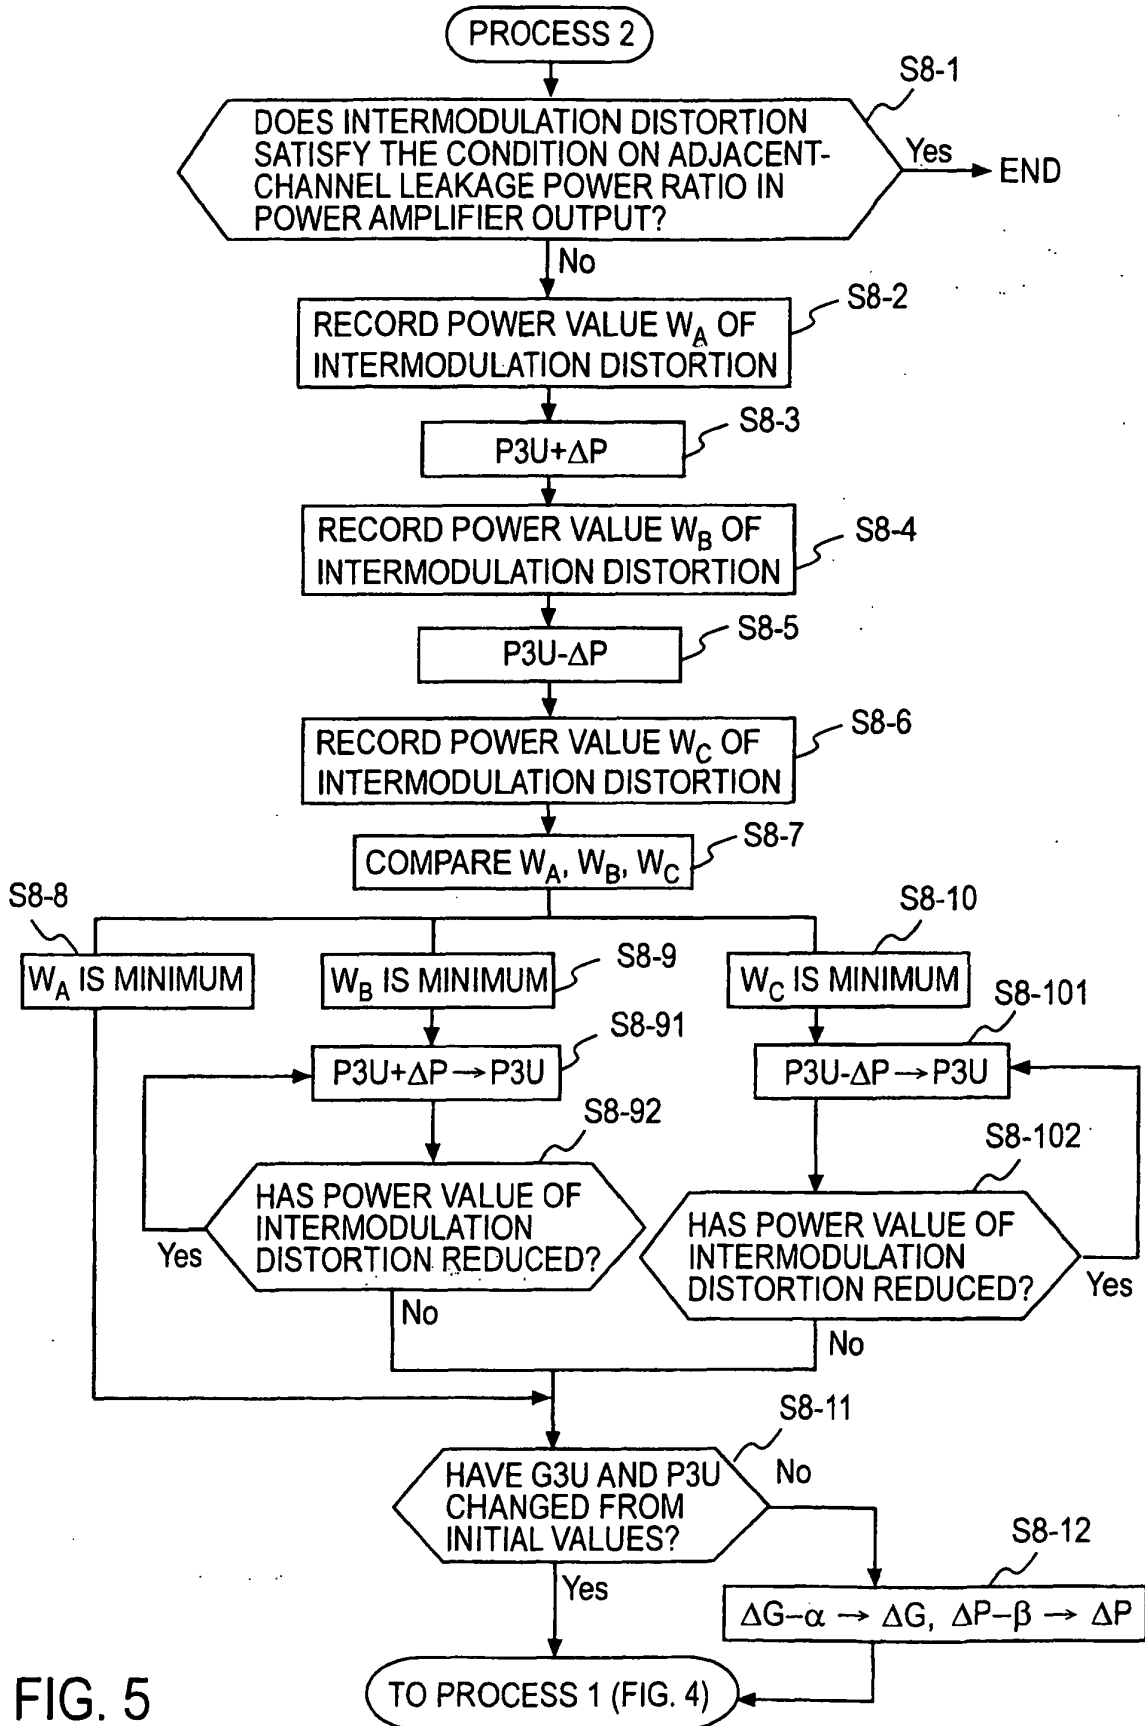 PROCESS 2
S8-1
DOES INTERMODULATION DISTORTION
SATISFY THE CONDITION ON ADJACENT-
CHANNEL LEAKAGE POWER RATIO IN
POWER AMPLIFIER OUTPUT?
Yes
END
No
S8-2
RECORD POWER VALUE WA OF
INTERMODULATION DISTORTION
S8-3
P3U+ΔP
S8-4
RECORD POWER VALUE WB OF
INTERMODULATION DISTORTION
S8-5
P3U-ΔP
S8-6
RECORD POWER VALUE WC OF
INTERMODULATION DISTORTION
S8-7
COMPARE WA, WB, WC
S8-8
WA IS MINIMUM
S8-9
WB IS MINIMUM
S8-10
WC IS MINIMUM
S8-91
P3U+ΔP→P3U
S8-101
P3U-ΔP→P3U
S8-92
HAS POWER VALUE OF
INTERMODULATION
DISTORTION REDUCED?
Yes
No
S8-102
HAS POWER VALUE OF
INTERMODULATION
DISTORTION REDUCED?
Yes
No
S8-11
HAVE G3U AND P3U
CHANGED FROM
INITIAL VALUES?
No
Yes
S8-12
ΔG–α → ΔG, ΔP–β → ΔP
TO PROCESS 1 (FIG. 4)
FIG. 5